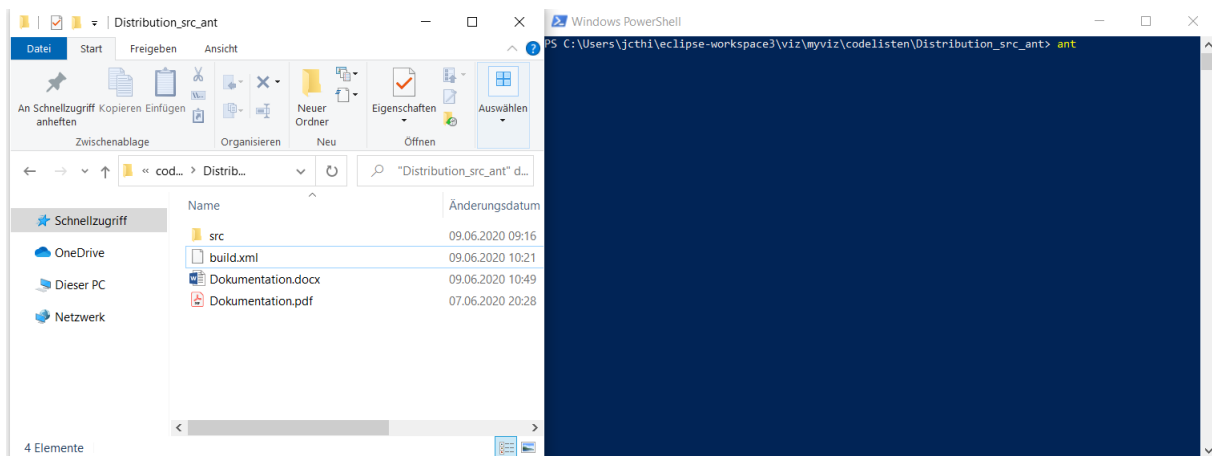 Distribution_src_ant
Datei Start Freigeben Ansicht
An Schnellzugriff anheften
Kopieren
Einfügen
Neuer Ordner
Eigenschaften
Auswählen
Zwischenablage
Organisieren
Neu
Öffnen
« cod... > Distrib...
"Distribution_src_ant" d...
Name Änderungsdatum
Schnellzugriff
OneDrive
Dieser PC
Netzwerk
src 09.06.2020 09:16
build.xml 09.06.2020 10:21
Dokumentation.docx 09.06.2020 10:49
Dokumentation.pdf 07.06.2020 20:28
4 Elemente
Windows PowerShell
PS C:\Users\jcthi\eclipse-workspace3\viz\myviz\codelisten\Distribution_src_ant> ant